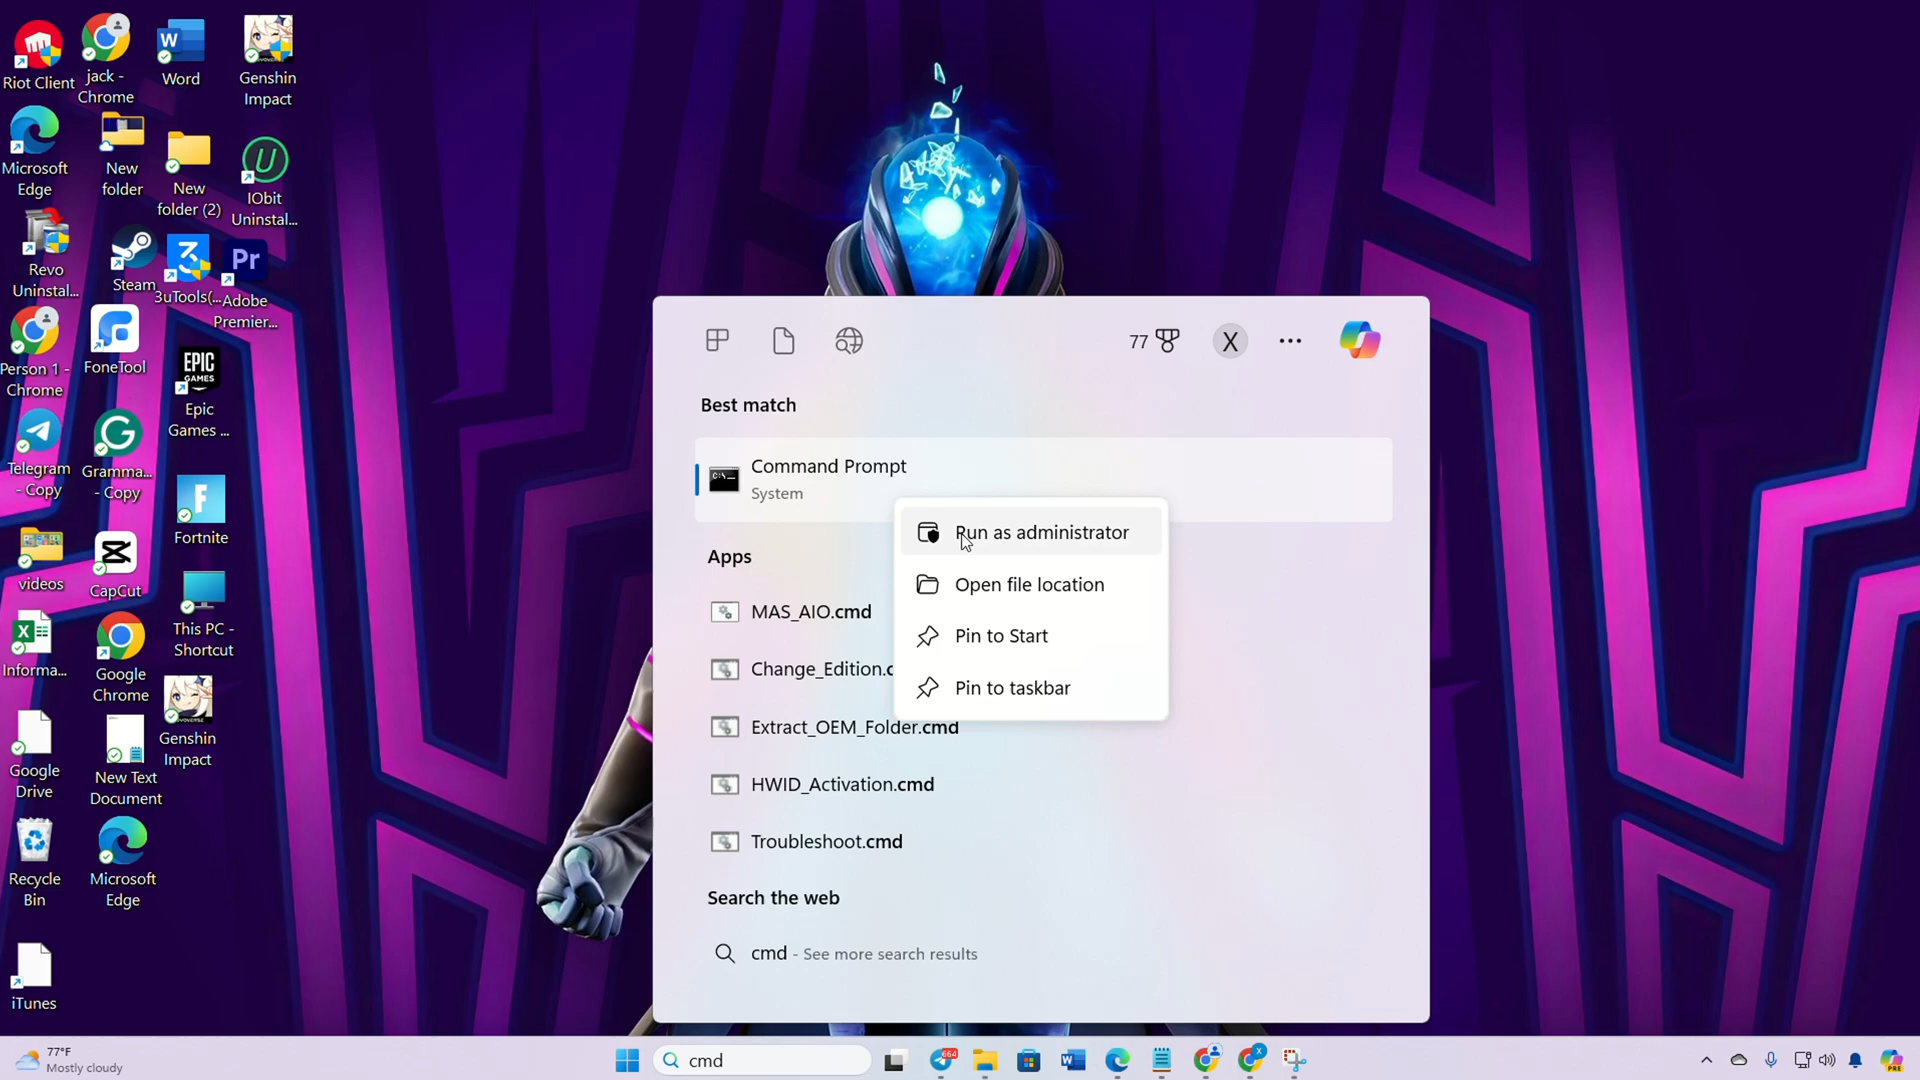 Riot Client
jack -
Chrome
Word
Genshin
Impact
Microsoft
Edge
New
folder
New
folder (2)
IObit
Uninstal...
Revo
Uninstal...
Steam
3uTools(...
Pr
Adobe
Premier...
Person 1 -
Chrome
FoneTool
EPIC
GAMES
Epic
Games ...
Telegram
- Copy
Gramma...
- Copy
Fortnite
videos
CapCut
This PC -
Shortcut
Informa...
Google
Chrome
Genshin
Impact
Google
Drive
New Text
Document
Recycle
Bin
Microsoft
Edge
iTunes
77
X
Best match
Command Prompt
System
Run as administrator
Open file location
Pin to Start
Pin to taskbar
Apps
MAS_AIO.cmd
Change_Edition.c
Extract_OEM_Folder.cmd
HWID_Activation.cmd
Troubleshoot.cmd
Search the web
cmd - See more search results
77°F
Mostly cloudy
cmd
664